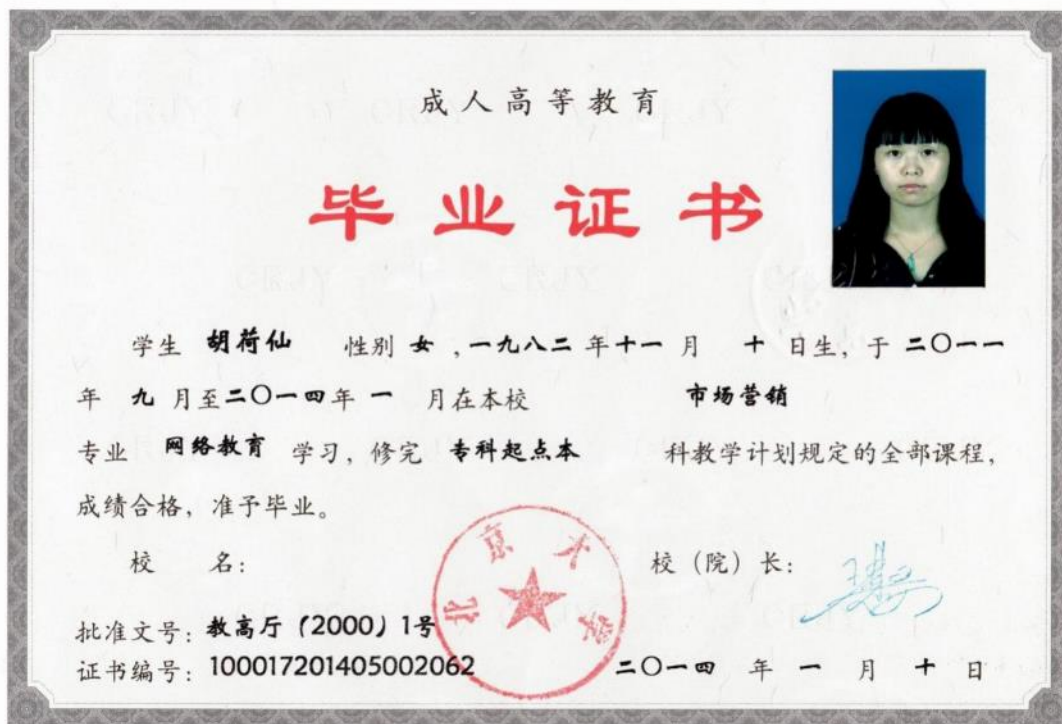 成人高等教育
毕业证书
学生 胡荷仙 性别 女 ，一九八二 年 十一 月 十 日生，于 二〇一一
年 九 月至 二〇一四 年 一 月在本校 市场营销
专业 网络教育 学习，修完 专科起点本 科教学计划规定的全部课程，
成绩合格，准予毕业。
校 名： 校（院）长：
北京大学
批准文号：教高厅（2000）1号
证书编号：100017201405002062 二〇一四 年 一 月 十 日